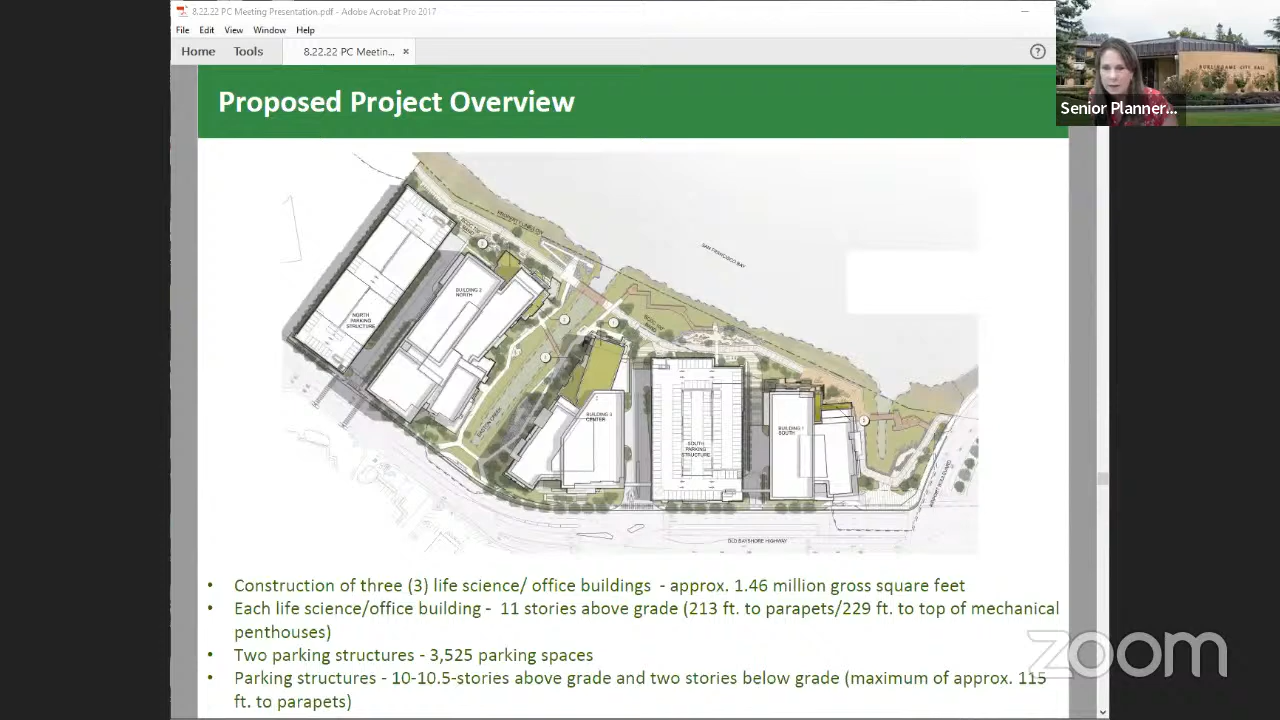 8.22.22 PC Meeting Presentation.pdf - Adobe Acrobat Pro 2017
File Edit View Window Help
Home Tools 8.22.22 PC Meetin... × ?
Proposed Project Overview
BURLINGAME CITY HALL
Senior Planner...
SAN FRANCISCO BAY
BUILDING 2
NORTH
NORTH
PARKING
STRUCTURE
BUILDING 3
CENTER
SOUTH
PARKING
STRUCTURE
BUILDING 1
SOUTH
OLD BAYSHORE HIGHWAY
• Construction of three (3) life science/ office buildings - approx. 1.46 million gross square feet
• Each life science/office building - 11 stories above grade (213 ft. to parapets/229 ft. to top of mechanical
penthouses)
• Two parking structures - 3,525 parking spaces
• Parking structures - 10-10.5-stories above grade and two stories below grade (maximum of approx. 115
ft. to parapets)
zoom